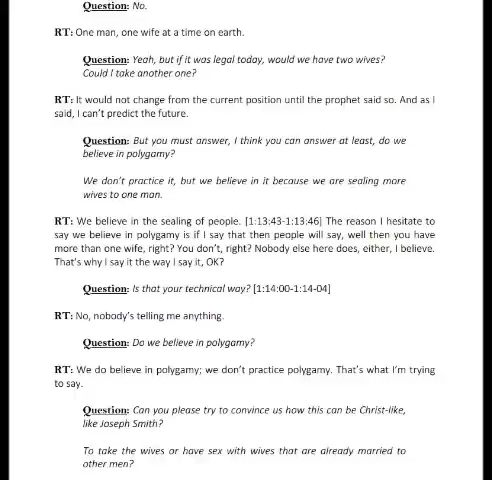 Question: No.
RT: One man, one wife at a time on earth.
Question: Yeah, but if it was legal today, would we have two wives?
Could I take another one?
RT: It would not change from the current position until the prophet said so. And as I
said, I can't predict the future.
Question: But you must answer, I think you can answer at least, do we
believe in polygamy?
We don't practice it, but we believe in it because we are sealing more
wives to one man.
RT: We believe in the sealing of people. [1:13:43-1:13:46] The reason I hesitate to
say we believe in polygamy is if I say that then people will say, well then you have
more than one wife, right? You don't, right? Nobody else here does, either, I believe.
That's why I say it the way I say it, OK?
Question: Is that your technical way? [1:14:00-1:14-04]
RT: No, nobody's telling me anything.
Question: Do we believe in polygamy?
RT: We do believe in polygamy; we don't practice polygamy. That's what I'm trying
to say.
Question: Can you please try to convince us how this can be Christ-like,
like Joseph Smith?
To take the wives or have sex with wives that are already married to
other men?